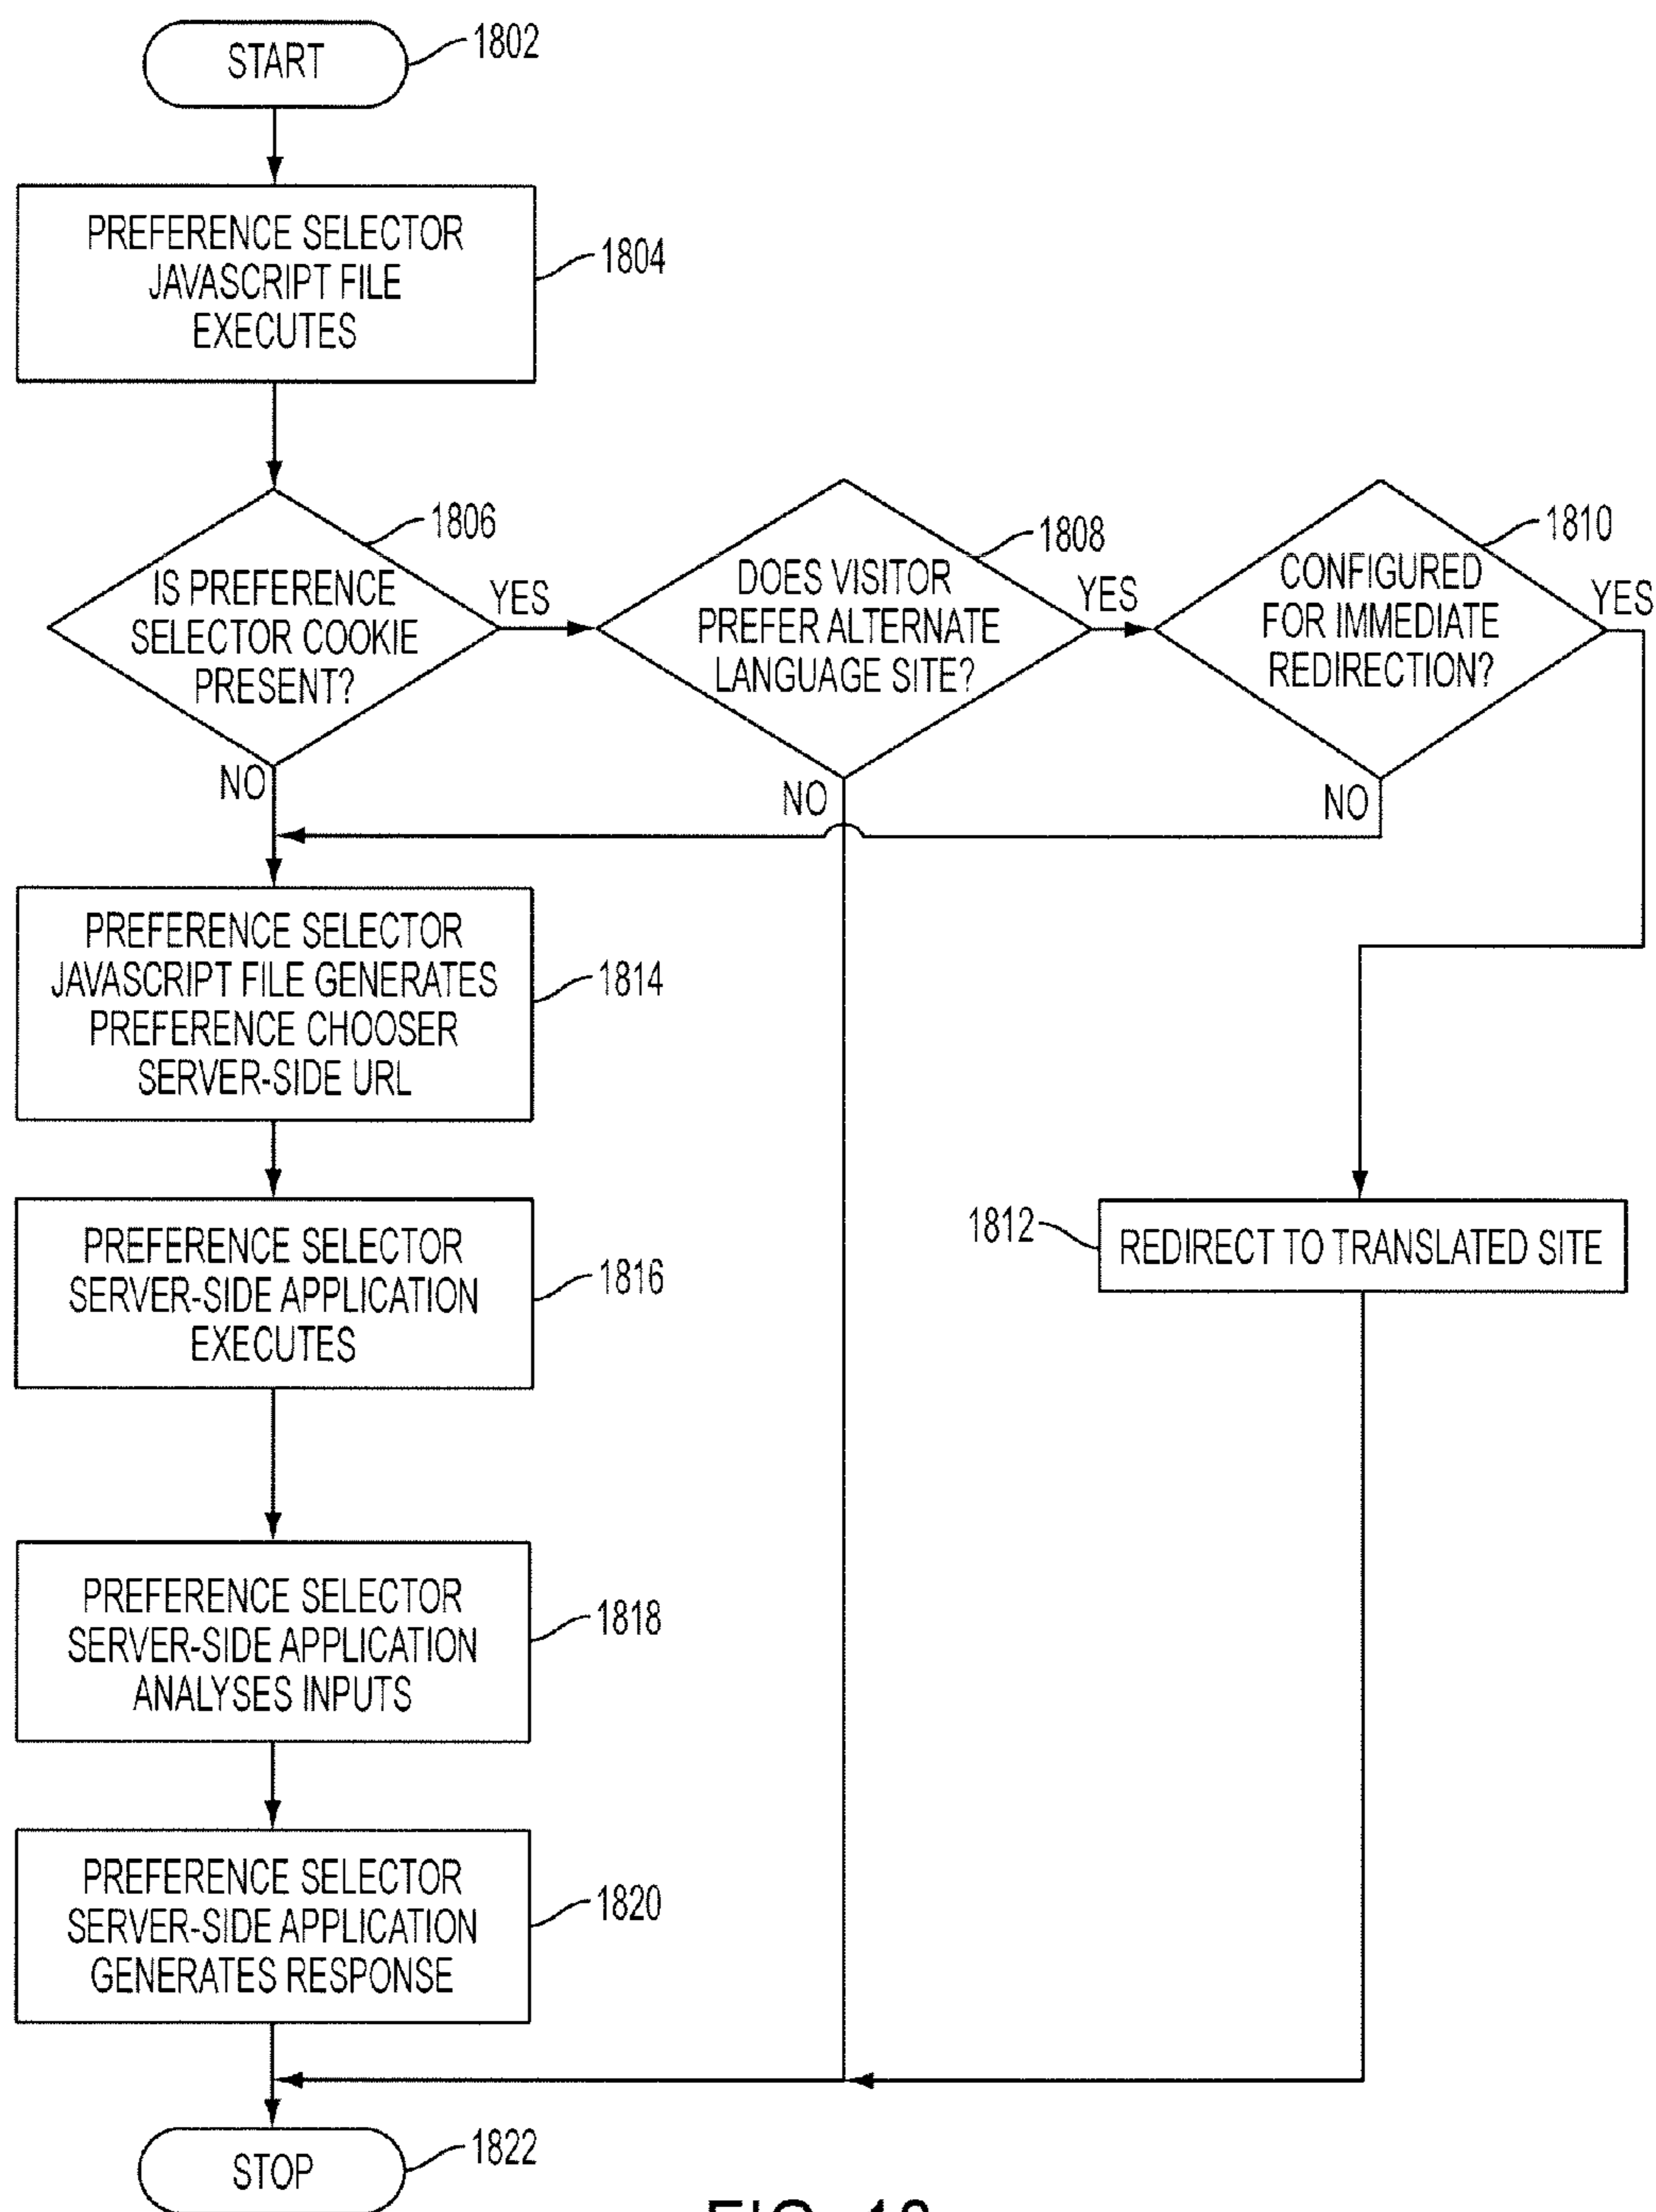 START
1802
PREFERENCE SELECTOR
JAVASCRIPT FILE
EXECUTES
1804
IS PREFERENCE
SELECTOR COOKIE
PRESENT?
1806
YES
NO
DOES VISITOR
PREFER ALTERNATE
LANGUAGE SITE?
1808
YES
NO
CONFIGURED
FOR IMMEDIATE
REDIRECTION?
1810
YES
NO
PREFERENCE SELECTOR
JAVASCRIPT FILE GENERATES
PREFERENCE CHOOSER
SERVER-SIDE URL
1814
PREFERENCE SELECTOR
SERVER-SIDE APPLICATION
EXECUTES
1816
1812
REDIRECT TO TRANSLATED SITE
PREFERENCE SELECTOR
SERVER-SIDE APPLICATION
ANALYSES INPUTS
1818
PREFERENCE SELECTOR
SERVER-SIDE APPLICATION
GENERATES RESPONSE
1820
STOP
1822